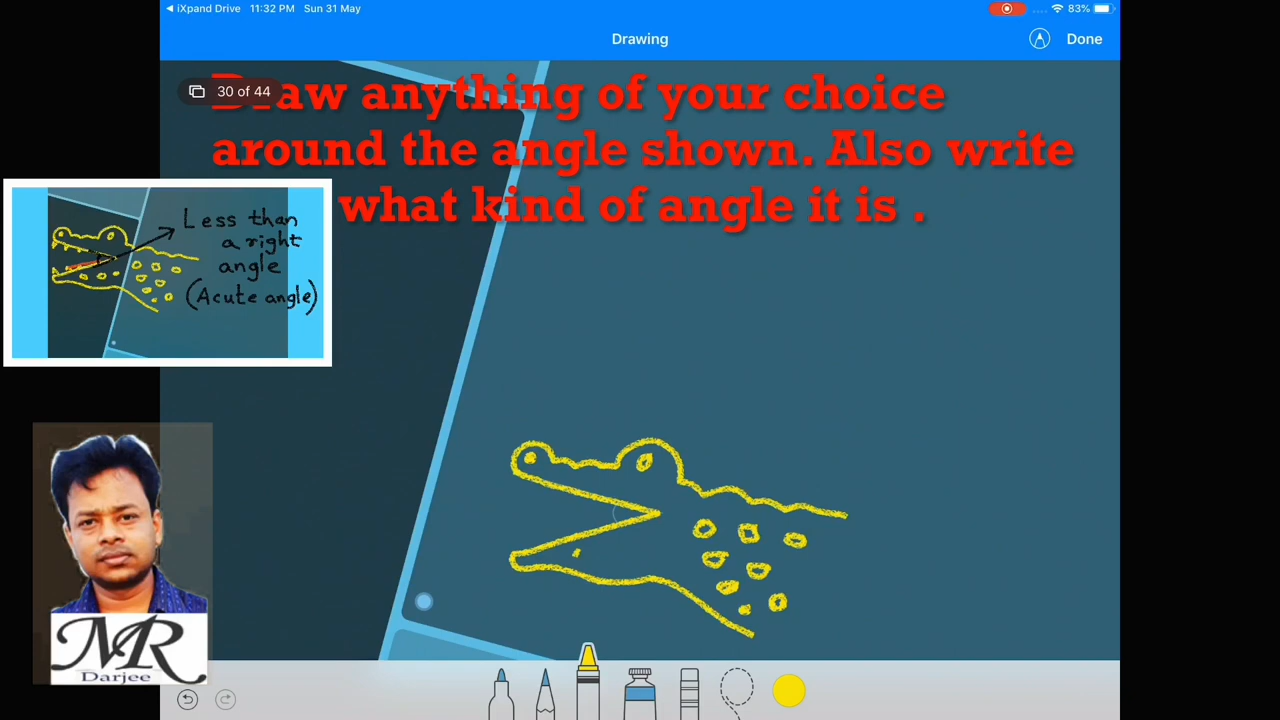 iXpand Drive 11:32 PM Sun 31 May 83%
Drawing Done
30 of 44
Draw anything of your choice
around the angle shown. Also write
what kind of angle it is .
Less than
a right
angle
(Acute angle)
MR
Darjee